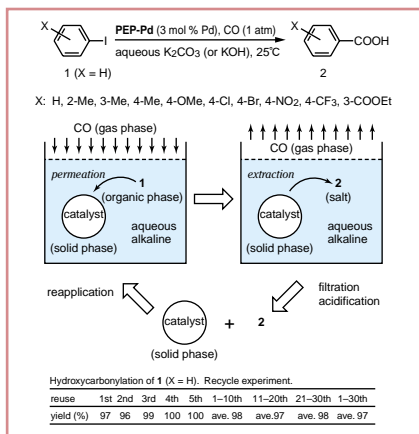 X
I
PEP-Pd (3 mol % Pd), CO (1 atm)
aqueous K2CO3 (or KOH), 25℃
X
COOH
1 (X = H)
2
X: H, 2-Me, 3-Me, 4-Me, 4-OMe, 4-Cl, 4-Br, 4-NO2, 4-CF3, 3-COOEt
CO (gas phase)
permeation
1
(organic phase)
catalyst
(solid phase)
aqueous
alkaline
CO (gas phase)
extraction
2
(salt)
catalyst
(solid phase)
aqueous
alkaline
reapplication
catalyst
+ 2
(solid phase)
filtration
acidification
Hydroxycarbonylation of 1 (X = H). Recycle experiment.
reuse 1st 2nd 3rd 4th 5th 1–10th 11–20th 21–30th 1–30th
yield (%) 97 96 99 100 100 ave. 98 ave.97 ave. 98 ave. 97